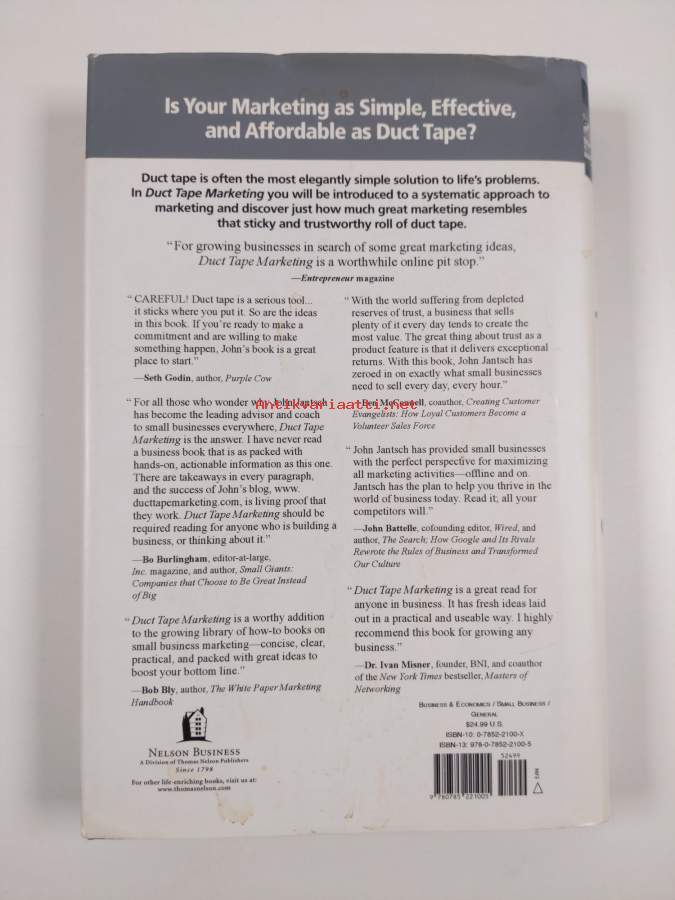 Is Your Marketing as Simple, Effective,
and Affordable as Duct Tape?
Duct tape is often the most elegantly simple solution to life's problems.
In Duct Tape Marketing you will be introduced to a systematic approach to
marketing and discover just how much great marketing resembles
that sticky and trustworthy roll of duct tape.
"For growing businesses in search of some great marketing ideas,
Duct Tape Marketing is a worthwhile online pit stop."
—Entrepreneur magazine
"CAREFUL! Duct tape is a serious tool...
it sticks where you put it. So are the ideas
in this book. If you're ready to make a
commitment and are willing to make
something happen, John's book is a great
place to start."
—Seth Godin, author, Purple Cow
"For all those who wonder why John Jantsch
has become the leading advisor and coach
to small businesses everywhere, Duct Tape
Marketing is the answer. I have never read
a business book that is as packed with
hands-on, actionable information as this one.
There are takeaways in every paragraph,
and the success of John's blog, www.
ducttapemarketing.com, is living proof that
they work. Duct Tape Marketing should be
required reading for anyone who is building a
business, or thinking about it."
—Bo Burlingham, editor-at-large,
Inc. magazine, and author, Small Giants:
Companies that Choose to Be Great Instead
of Big
"Duct Tape Marketing is a worthy addition
to the growing library of how-to books on
small business marketing—concise, clear,
practical, and packed with great ideas to
boost your bottom line."
—Bob Bly, author, The White Paper Marketing
Handbook
"With the world suffering from depleted
reserves of trust, a business that sells
plenty of it every day tends to create the
most value. The great thing about trust as a
product feature is that it delivers exceptional
returns. With this book, John Jantsch has
zeroed in on exactly what small businesses
need to sell every day, every hour."
—Ben McConnell, coauthor, Creating Customer
Evangelists: How Loyal Customers Become a
Volunteer Sales Force
"John Jantsch has provided small businesses
with the perfect perspective for maximizing
all marketing activities—offline and on.
Jantsch has the plan to help you thrive in the
world of business today. Read it; all your
competitors will."
—John Battelle, cofounding editor, Wired, and
author, The Search; How Google and Its Rivals
Rewrote the Rules of Business and Transformed
Our Culture
"Duct Tape Marketing is a great read for
anyone in business. It has fresh ideas laid
out in a practical and useable way. I highly
recommend this book for growing any
business."
—Dr. Ivan Misner, founder, BNI, and coauthor
of the New York Times bestseller, Masters of
Networking
Antikvariaatti.net
NELSON BUSINESS
A Division of Thomas Nelson Publishers
Since 1798
For other life-enriching books, visit us at:
www.thomasnelson.com
BUSINESS & ECONOMICS / SMALL BUSINESS /
GENERAL
$24.99 U.S.
ISBN-10: 0-7852-2100-X
ISBN-13: 978-0-7852-2100-5
52499
9 780785 221005